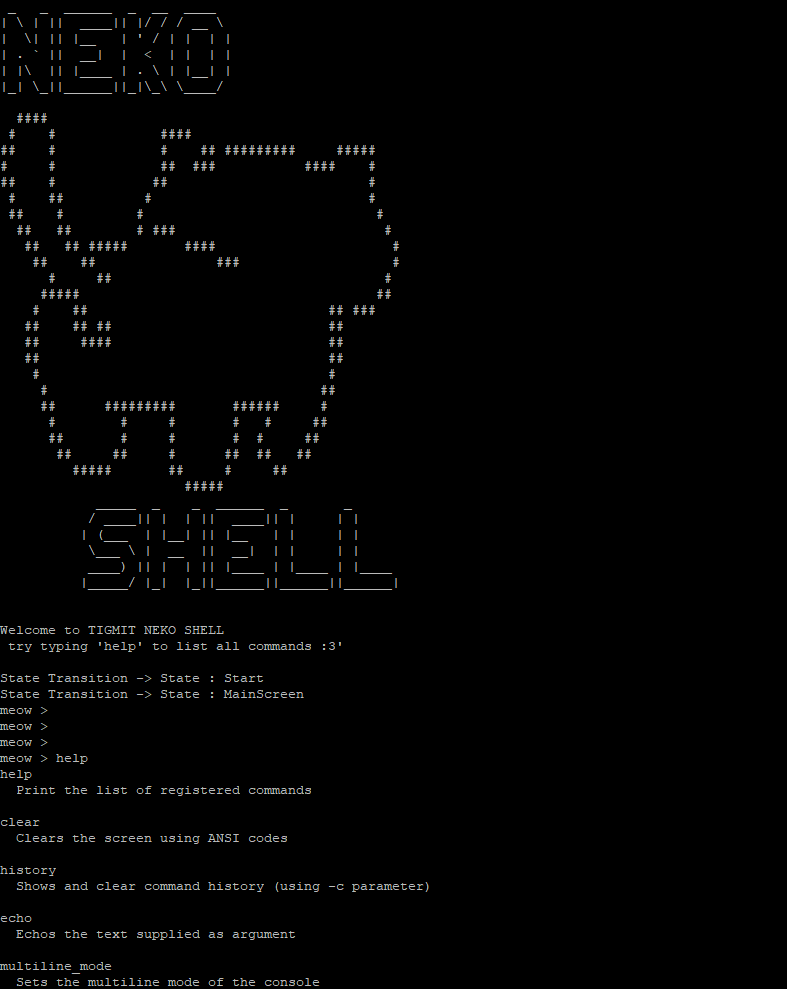 NEKO
SHELL
Welcome to TIGMIT NEKO SHELL
try typing 'help' to list all commands :3'
State Transition -> State : Start
State Transition -> State : MainScreen
meow >
meow >
meow >
meow > help
help
Print the list of registered commands
clear
Clears the screen using ANSI codes
history
Shows and clear command history (using -c parameter)
echo
Echos the text supplied as argument
multiline_mode
Sets the multiline mode of the console